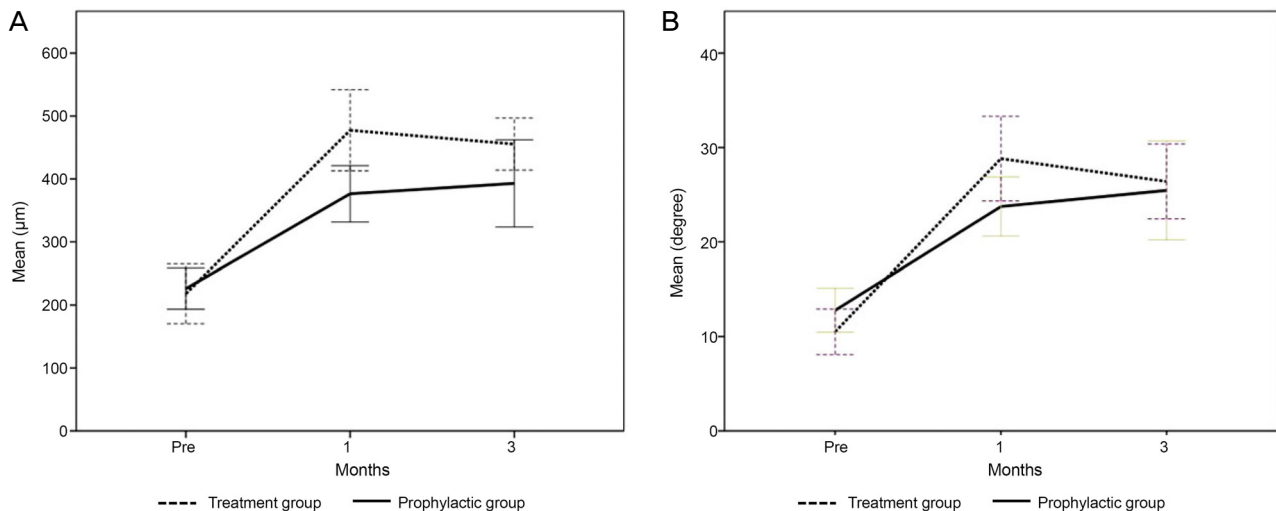 A
Mean (µm)
600
500
400
300
200
100
0
Pre 1 3
Months
Treatment group Prophylactic group
B
Mean (degree)
40
30
20
10
0
Pre 1 3
Months
Treatment group Prophylactic group